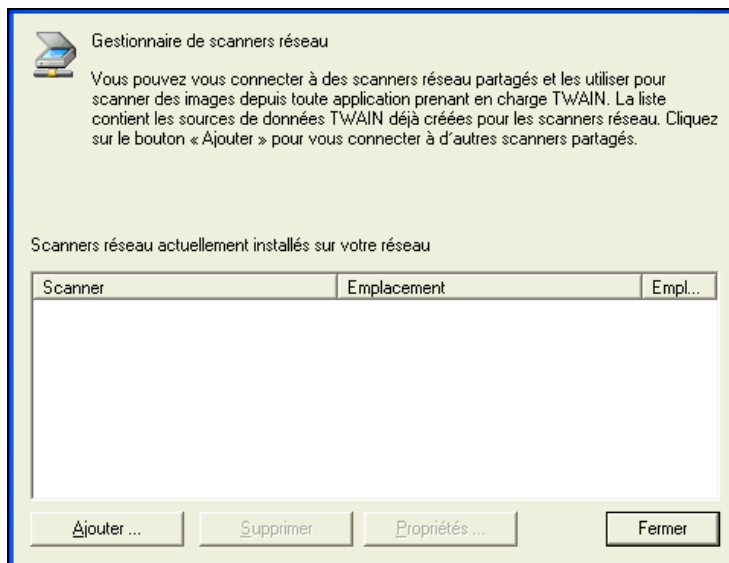 Gestionnaire de scanners réseau
Vous pouvez vous connecter à des scanners réseau partagés et les utiliser pour
scanner des images depuis toute application prenant en charge TWAIN. La liste
contient les sources de données TWAIN déjà créées pour les scanners réseau. Cliquez
sur le bouton « Ajouter » pour vous connecter à d'autres scanners partagés.
Scanners réseau actuellement installés sur votre réseau
Scanner Emplacement Empl...
Ajouter ... Supprimer Propriétés ... Fermer